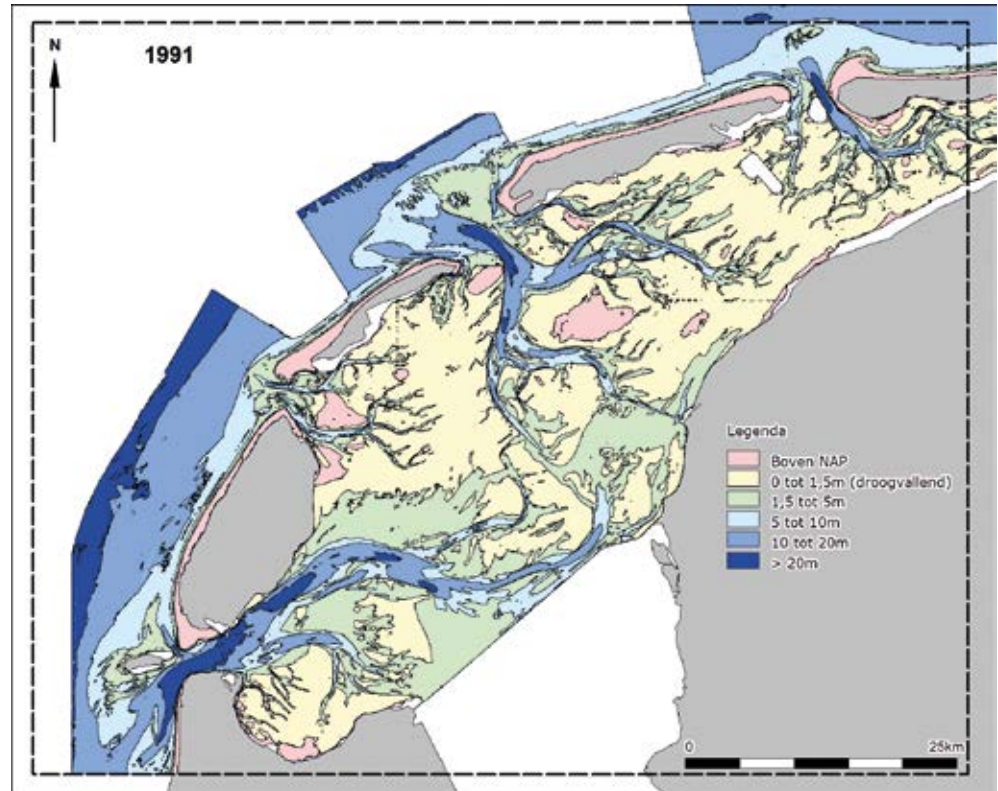 1991
N
Legenda
Boven NAP
0 tot 1,5m (droogvallend)
1,5 tot 5m
5 tot 10m
10 tot 20m
> 20m
0 25km